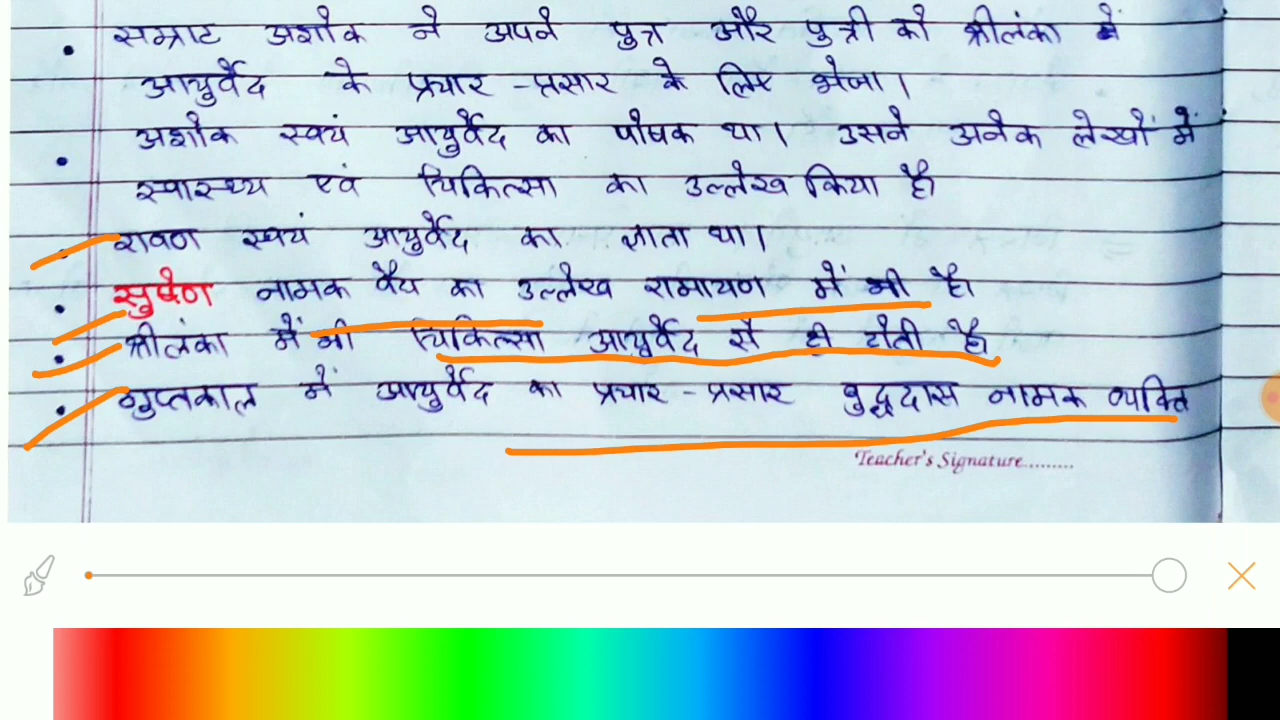 सम्राट अशोक ने अपने पुत्र और पुत्री को श्रीलंका में
आयुर्वेद के प्रचार-प्रसार के लिए भेजा।
अशोक स्वयं आयुर्वेद का पोषक था। उसने अनेक लेखों में
स्वास्थ्य एवं चिकित्सा का उल्लेख किया है
रावण स्वयं आयुर्वेद का ज्ञाता था।
सुषेण नामक वैद्य का उल्लेख रामायण में भी है।
श्रीलंका में भी चिकित्सा आयुर्वेद से ही होती है
गुप्तकाल में आयुर्वेद का प्रचार-प्रसार बुद्धदास नामक व्यक्ति
Teacher's Signature.........